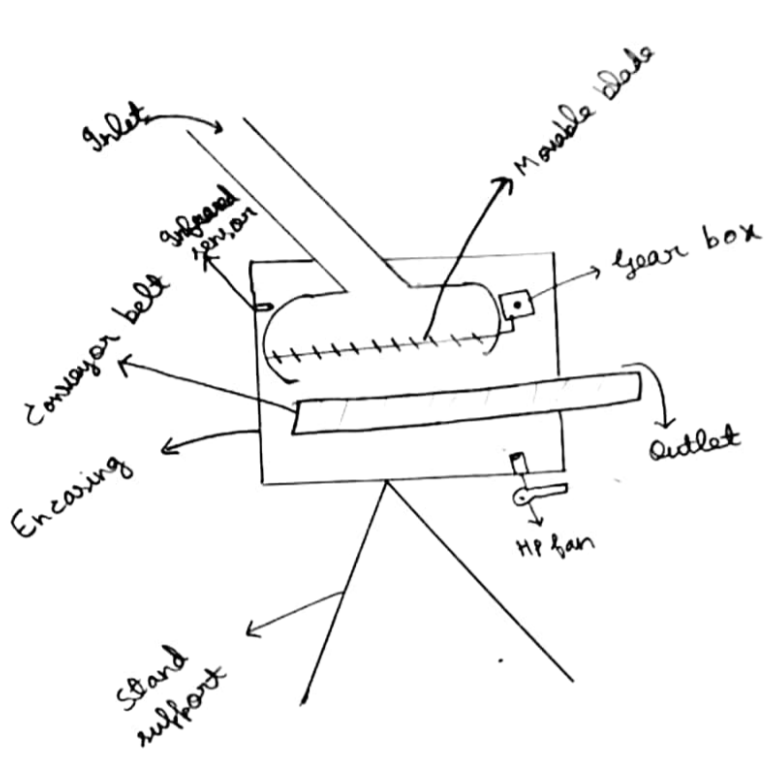 Inlet
Movable blade
Infrared
sensor
Gear box
Conveyor belt
Outlet
Encasing
HP fan
Stand
support